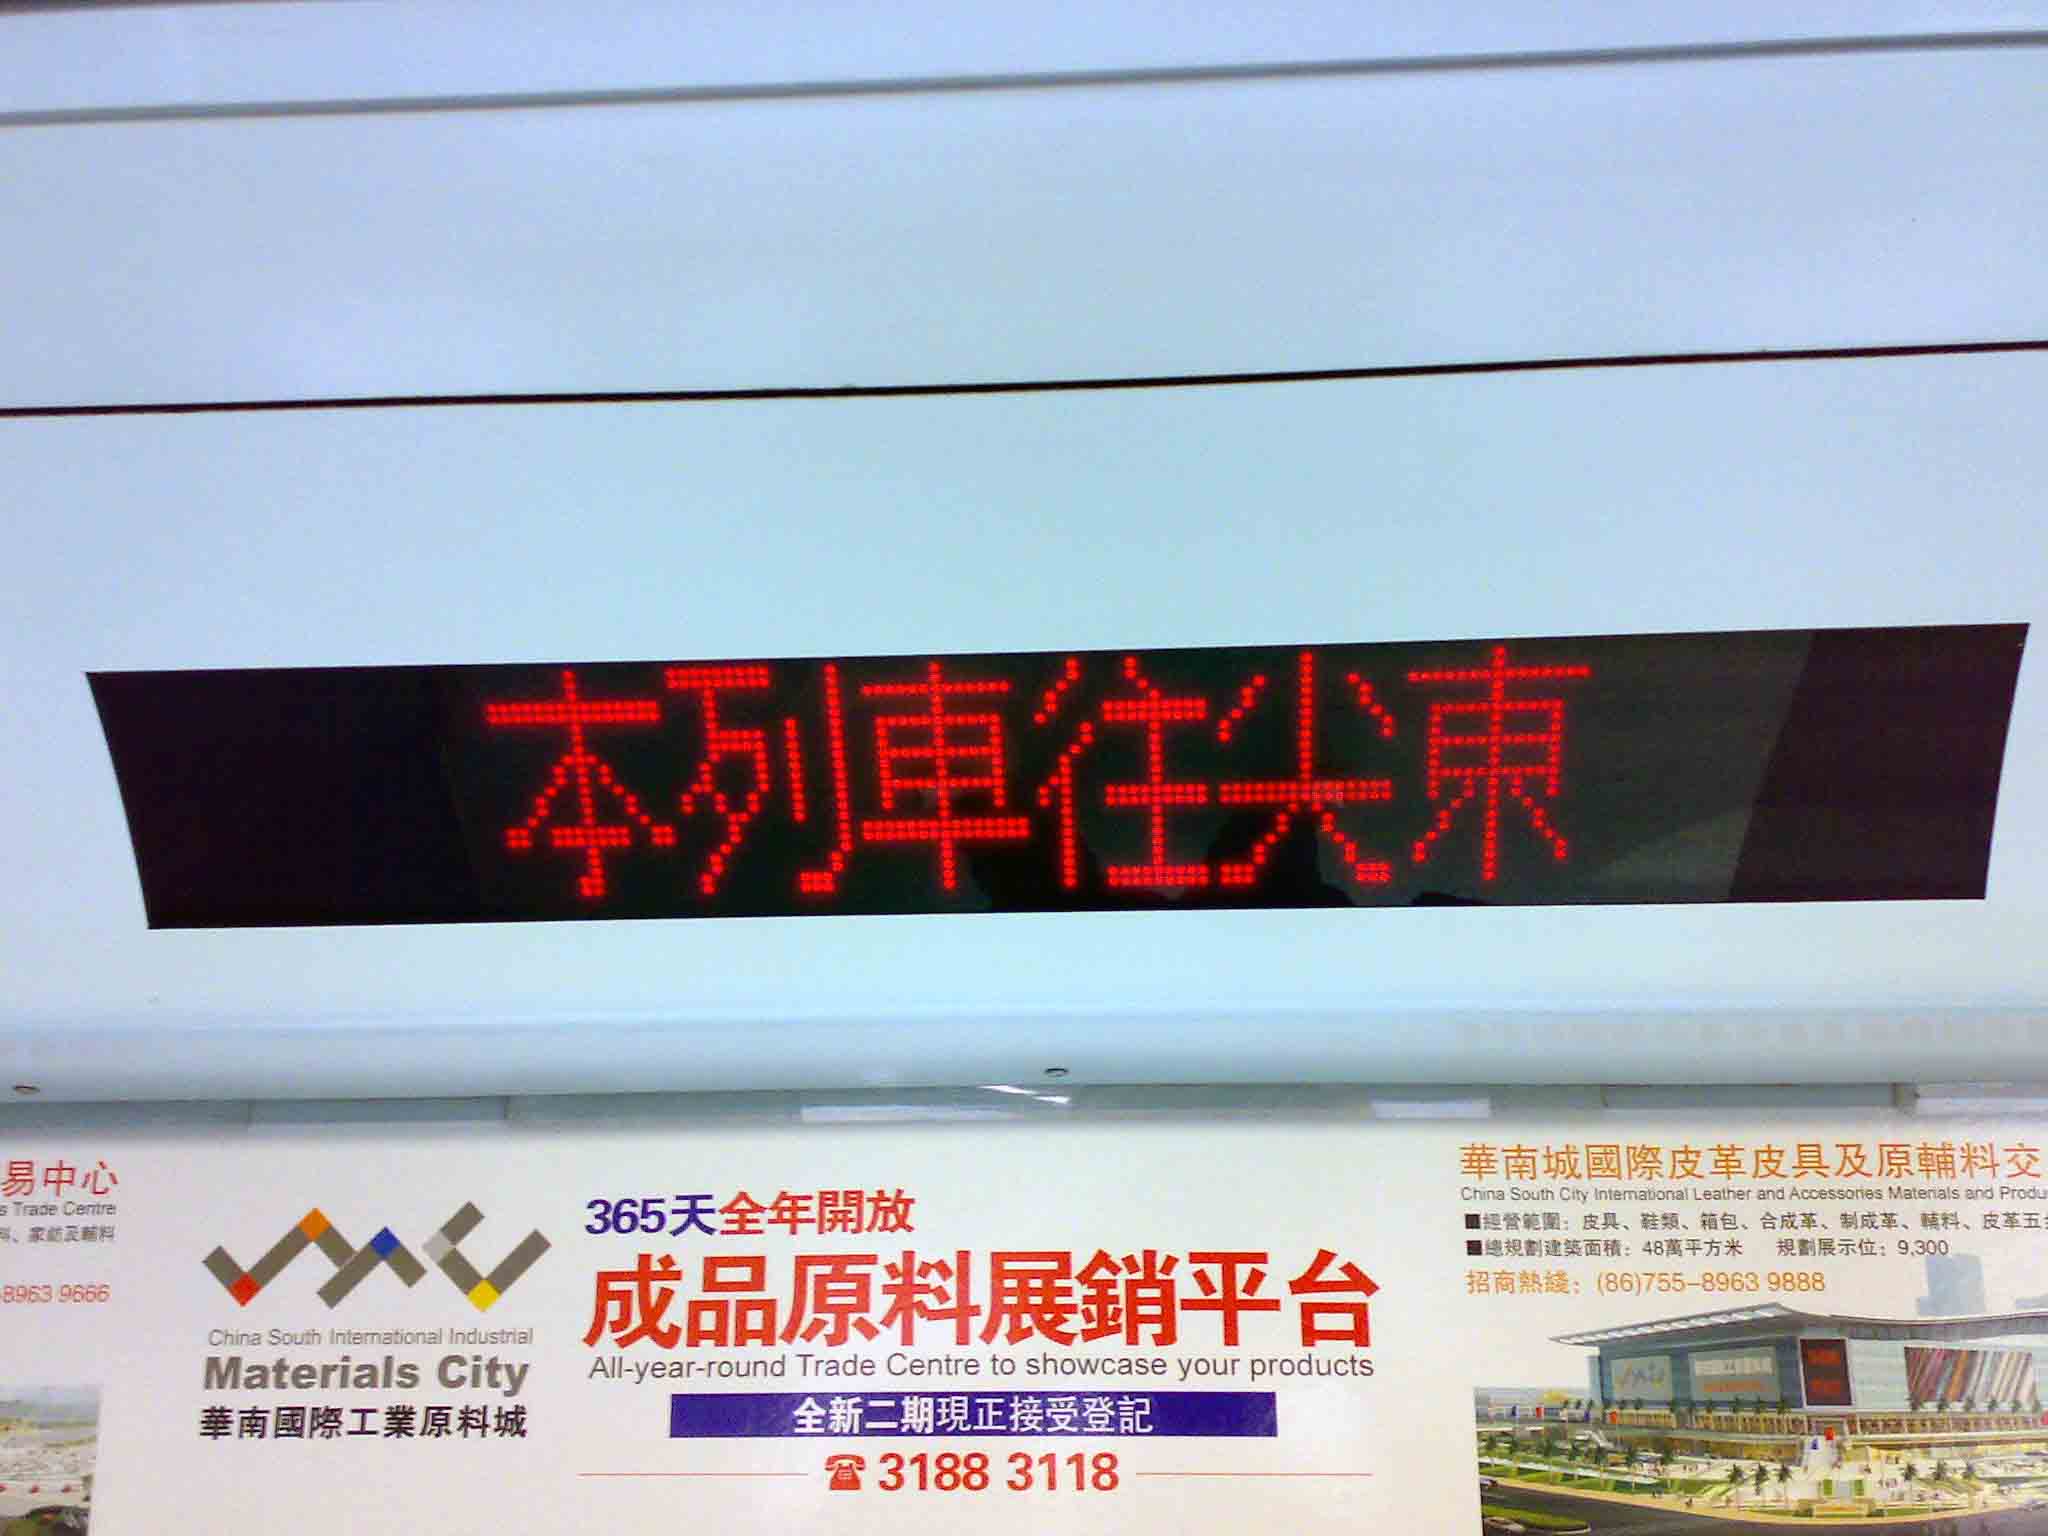 本列車往尖東
易中心
s Trade Centre
料、家紡及輔料
-8963 9666
China South International Industrial
Materials City
華南國際工業原料城
365天全年開放
成品原料展銷平台
All-year-round Trade Centre to showcase your products
全新二期現正接受登記
☎ 3188 3118
華南城國際皮革皮具及原輔料交
China South City International Leather and Accessories Materials and Produ
■經營範圍：皮具、鞋類、箱包、合成革、制成革、輔料、皮革五
■總規劃建築面積：48萬平方米 規劃展示位：9,300
招商熱綫：(86)755-8963 9888